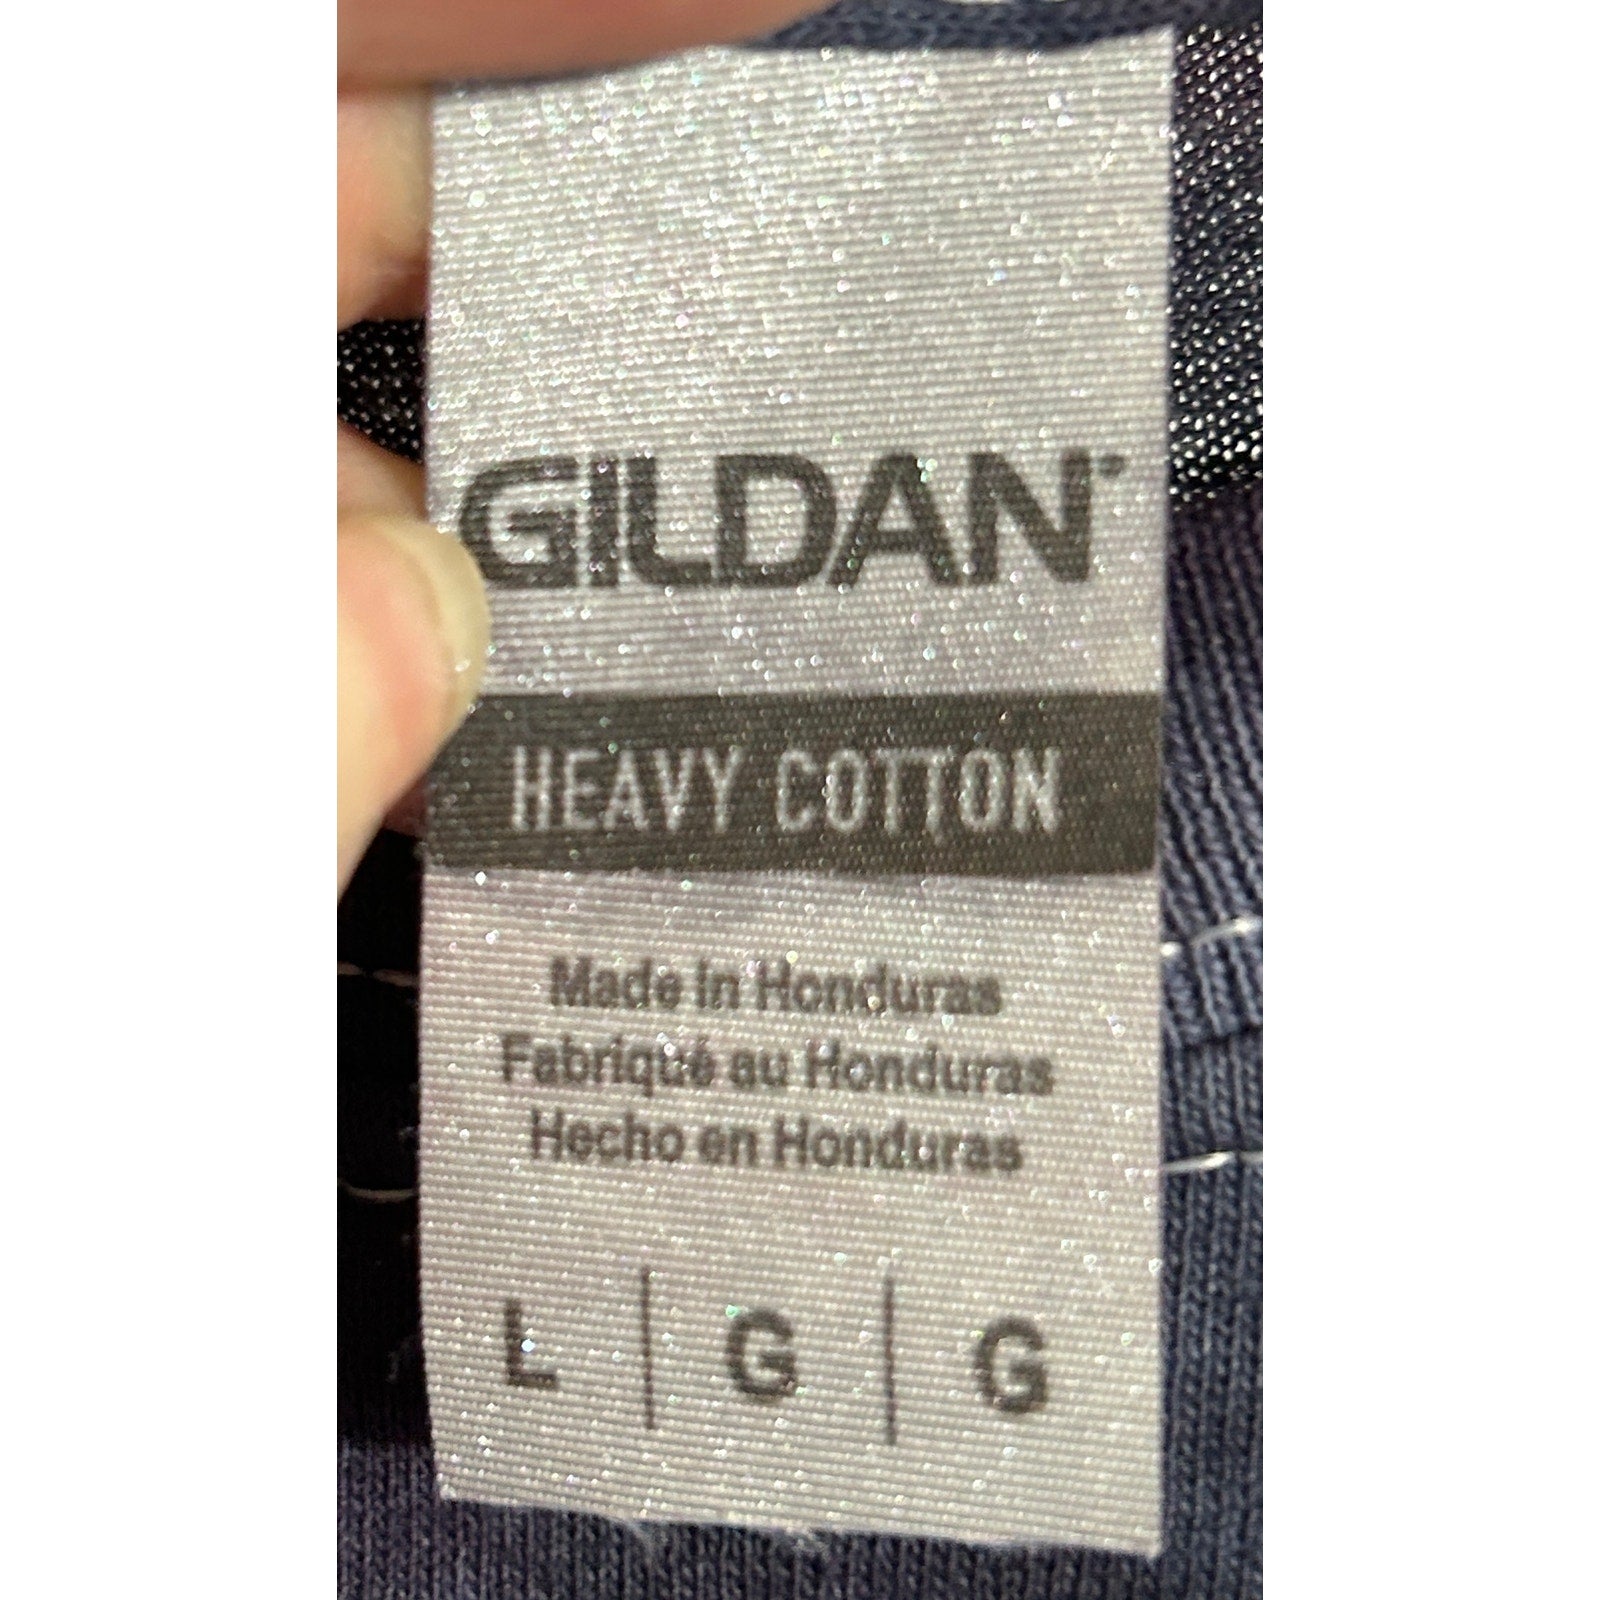 GILDAN
HEAVY COTTON
Made in Honduras
Fabriqué au Honduras
Hecho en Honduras
L | G | G